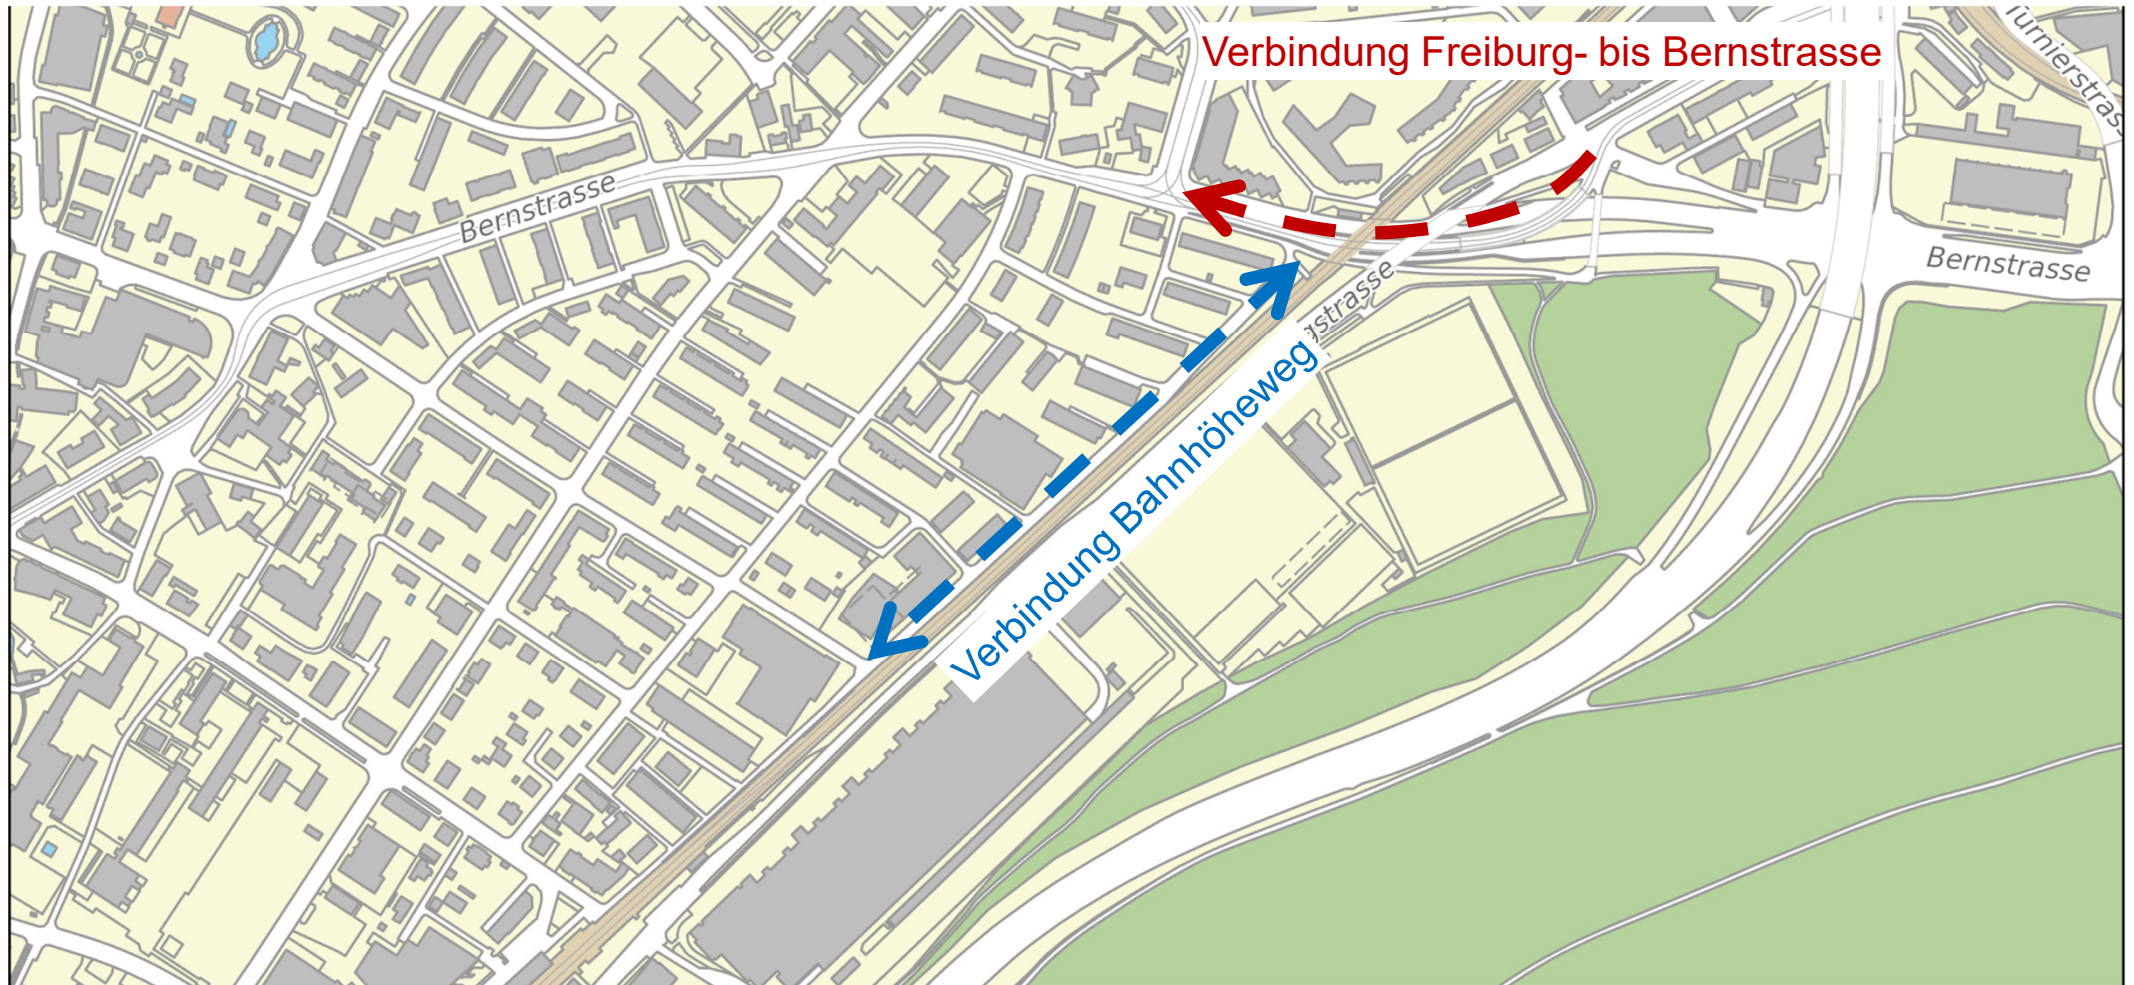 Verbindung Freiburg- bis Bernstrasse
Bernstrasse
Bernstrasse
Verbindung Bahnhöheweg